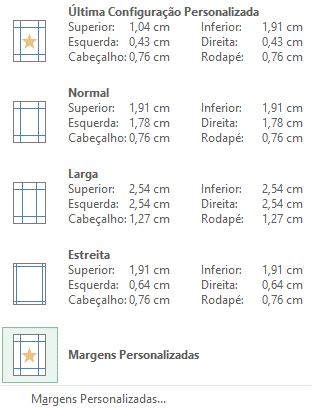 Última Configuração Personalizada
Superior: 1,04 cm Inferior: 1,91 cm
Esquerda: 0,43 cm Direita: 0,43 cm
Cabeçalho: 0,76 cm Rodapé: 0,76 cm
Normal
Superior: 1,91 cm Inferior: 1,91 cm
Esquerda: 1,78 cm Direita: 1,78 cm
Cabeçalho: 0,76 cm Rodapé: 0,76 cm
Larga
Superior: 2,54 cm Inferior: 2,54 cm
Esquerda: 2,54 cm Direita: 2,54 cm
Cabeçalho: 1,27 cm Rodapé: 1,27 cm
Estreita
Superior: 1,91 cm Inferior: 1,91 cm
Esquerda: 0,64 cm Direita: 0,64 cm
Cabeçalho: 0,76 cm Rodapé: 0,76 cm
Margens Personalizadas
Margens Personalizadas...